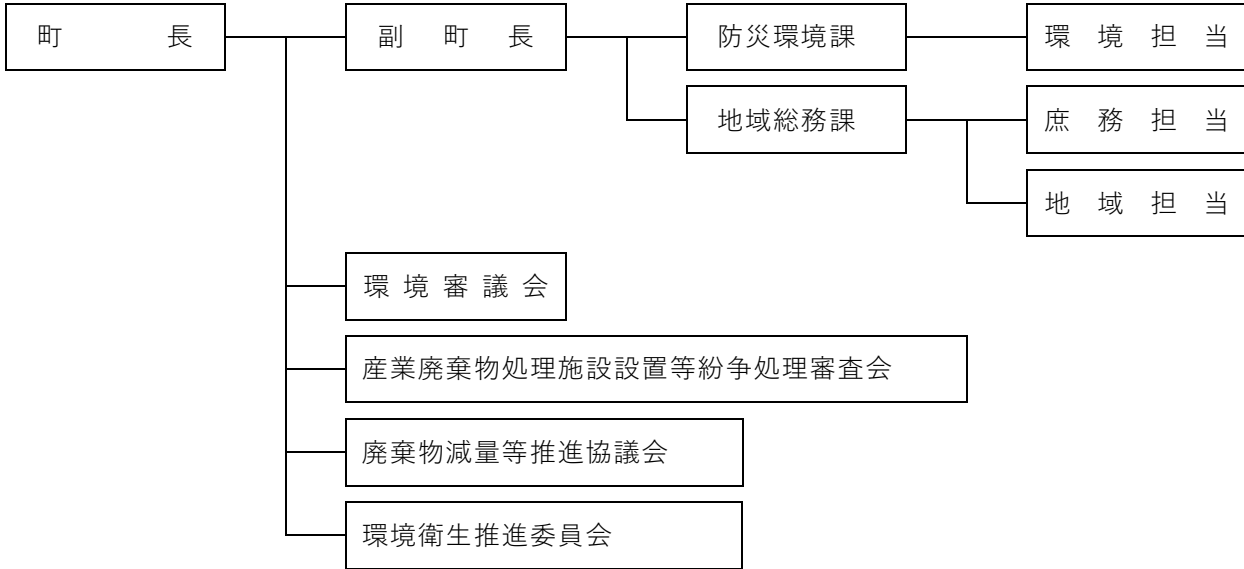 町長 副町長 防災環境課 環境担当
地域総務課 庶務担当
地域担当
環境審議会
産業廃棄物処理施設設置等紛争処理審査会
廃棄物減量等推進協議会
環境衛生推進委員会